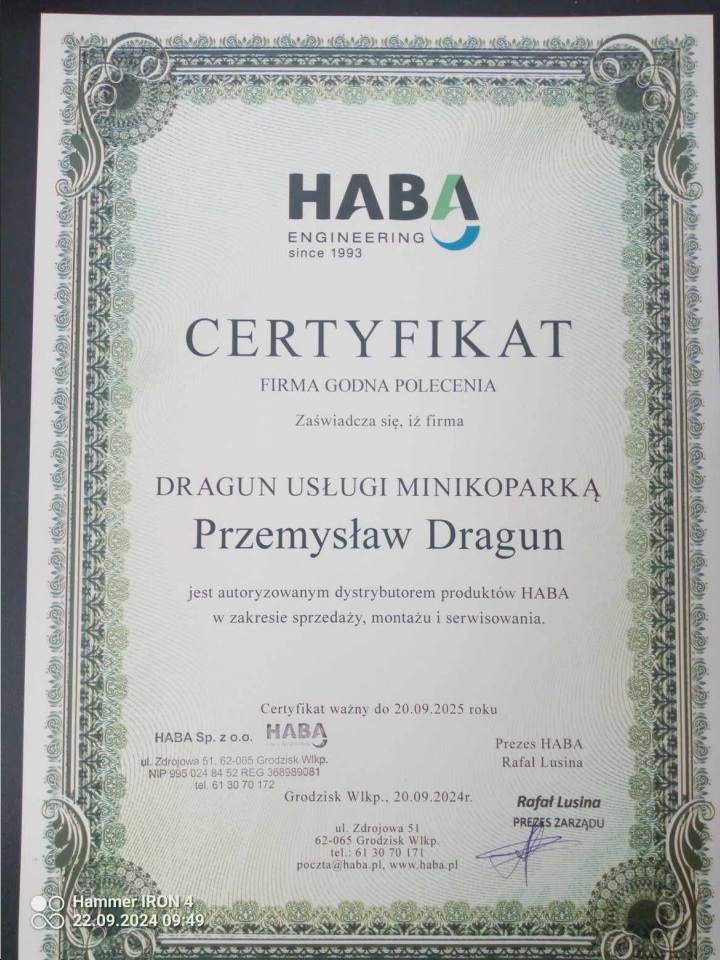 HABA
ENGINEERING
since 1993
CERTYFIKAT
FIRMA GODNA POLECENIA
Zaświadcza się, iż firma
DRAGUN USŁUGI MINIKOPARKĄ
Przemysław Dragun
jest autoryzowanym dystrybutorem produktów HABA
w zakresie sprzedaży, montażu i serwisowania.
Certyfikat ważny do 20.09.2025 roku
HABA Sp. z o.o. HABA
ul. Zdrojowa 51, 62-065 Grodzisk Wlkp.
NIP 995 024 84 52 REG 368989081
tel. 61 30 70 172
Prezes HABA
Rafał Lusina
Grodzisk Wlkp., 20.09.2024r.
Rafał Lusina
PREZES ZARZĄDU
ul. Zdrojowa 51
62-065 Grodzisk Wlkp.
tel.: 61 30 70 171
poczta@haba.pl, www.haba.pl
Hammer IRON 4
22.09.2024 09:49